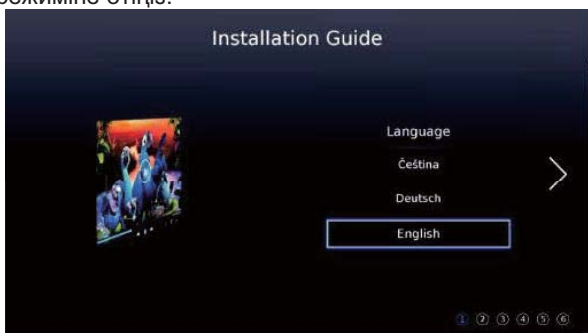 Installation Guide
Language
Čeština
Deutsch
English
① ② ③ ④ ⑤ ⑥